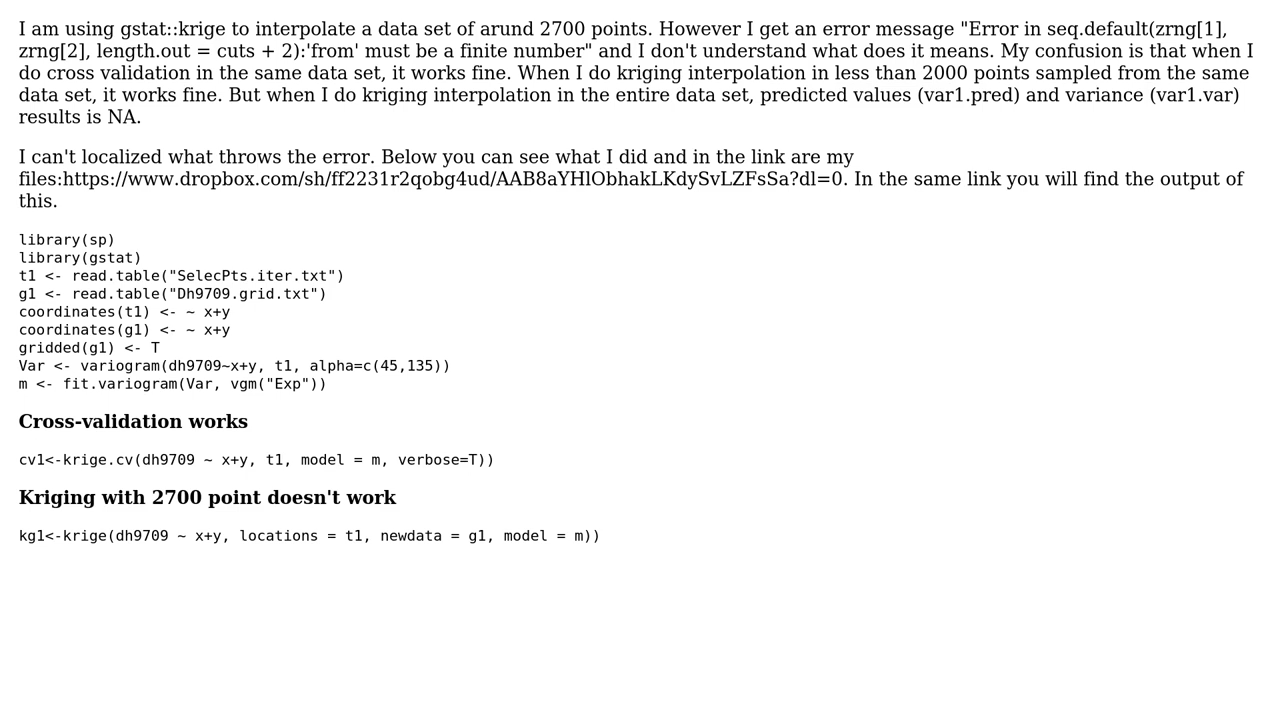 I am using gstat::krige to interpolate a data set of arund 2700 points. However I get an error message "Error in seq.default(zrng[1],
zrng[2], length.out = cuts + 2):'from' must be a finite number" and I don't understand what does it means. My confusion is that when I
do cross validation in the same data set, it works fine. When I do kriging interpolation in less than 2000 points sampled from the same
data set, it works fine. But when I do kriging interpolation in the entire data set, predicted values (var1.pred) and variance (var1.var)
results is NA.
I can't localized what throws the error. Below you can see what I did and in the link are my
files:https://www.dropbox.com/sh/ff2231r2qobg4ud/AAB8aYHlObhakLKdySvLZFsSa?dl=0. In the same link you will find the output of
this.
library(sp)
library(gstat)
t1 <- read.table("SelecPts.iter.txt")
g1 <- read.table("Dh9709.grid.txt")
coordinates(t1) <- ~ x+y
coordinates(g1) <- ~ x+y
gridded(g1) <- T
Var <- variogram(dh9709~x+y, t1, alpha=c(45,135))
m <- fit.variogram(Var, vgm("Exp"))
Cross-validation works
cv1<-krige.cv(dh9709 ~ x+y, t1, model = m, verbose=T))
Kriging with 2700 point doesn't work
kg1<-krige(dh9709 ~ x+y, locations = t1, newdata = g1, model = m))